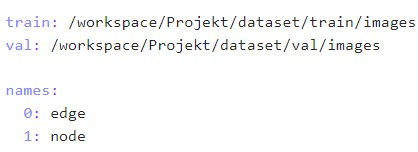 train: /workspace/Projekt/dataset/train/images
val: /workspace/Projekt/dataset/val/images
names:
0: edge
1: node